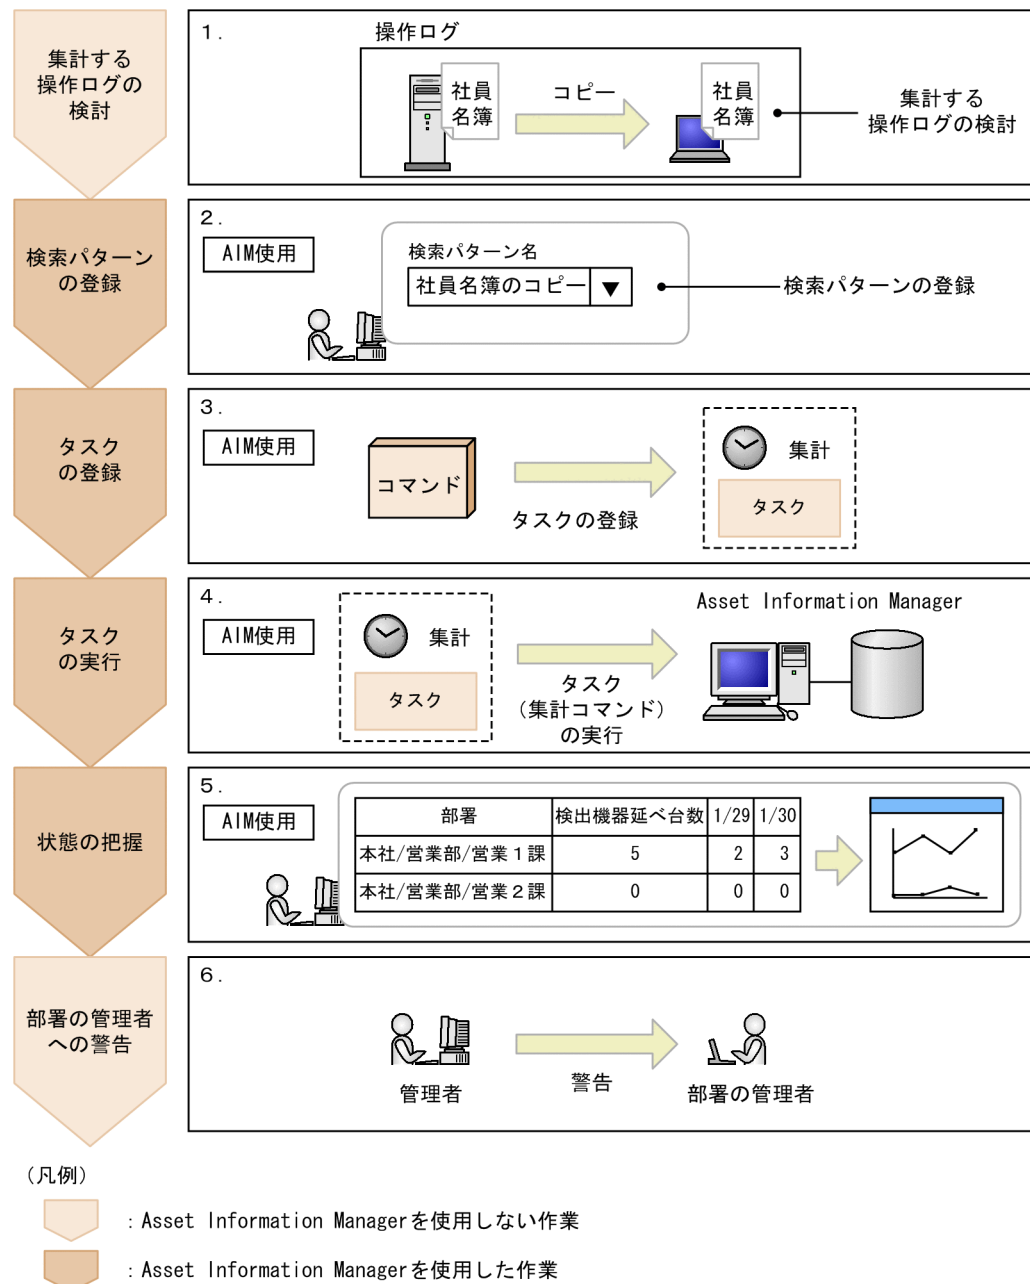 集計する
操作ログの
検討
1.
操作ログ
社員
名簿
コピー
社員
名簿
集計する
操作ログの検討
検索パターン
の登録
2.
AIM使用
検索パターン名
社員名簿のコピー ▼
検索パターンの登録
タスク
の登録
3.
AIM使用
コマンド
タスクの登録
集計
タスク
タスク
の実行
4.
AIM使用
集計
タスク
タスク
(集計コマンド)
の実行
Asset Information Manager
状態の把握
5.
AIM使用
部署 検出機器延べ台数 1/29 1/30
本社/営業部/営業1課 5 2 3
本社/営業部/営業2課 0 0 0
部署の管理者
への警告
6.
管理者
警告
部署の管理者
(凡例)
:Asset Information Managerを使用しない作業
:Asset Information Managerを使用した作業